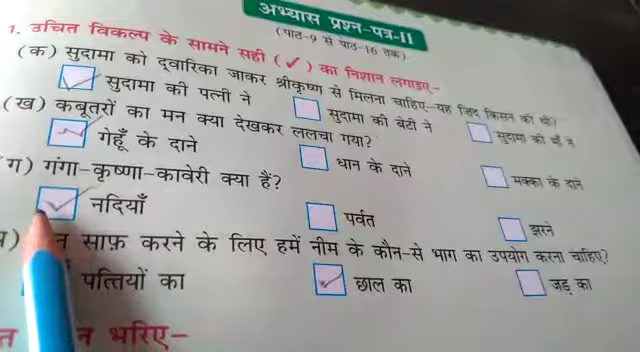 अभ्यास प्रश्न-पत्र-II
(पाठ-9 से पाठ-16 तक)
1. उचित विकल्प के सामने सही (✓) का निशान लगाइए-
(क) सुदामा को द्वारिका जाकर श्रीकृष्ण से मिलना चाहिए-यह ज़िद किसने की थी?
सुदामा की पत्नी ने सुदामा की बेटी ने सुदामा की माँ ने
(ख) कबूतरों का मन क्या देखकर ललचा गया?
गेहूँ के दाने धान के दाने मक्का के दाने
ग) गंगा-कृष्णा-कावेरी क्या हैं?
नदियाँ पर्वत झरने
साफ़ करने के लिए हमें नीम के कौन-से भाग का उपयोग करना चाहिए?
पत्तियों का छाल का जड़ का
भरिए-